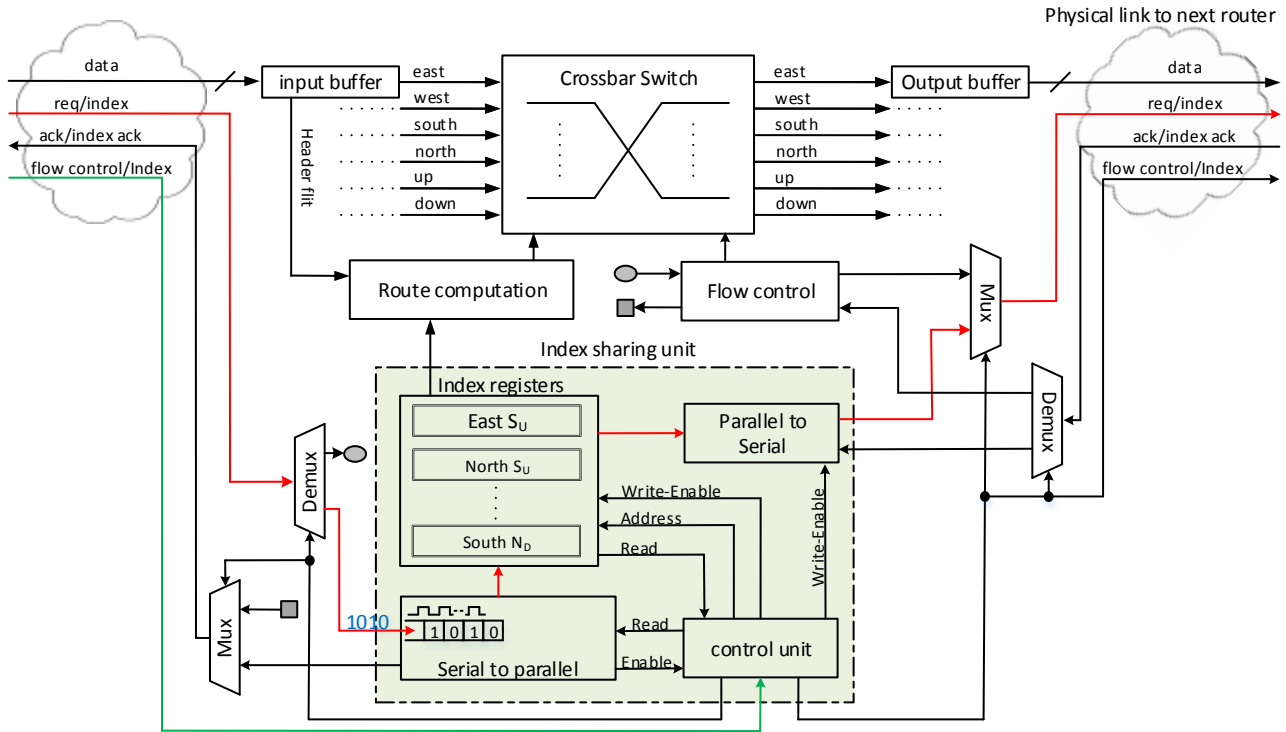 Physical link to next router
data
input buffer
east
Crossbar Switch
east
Output buffer
data
req/index
west
west
req/index
ack/index ack
south
south
ack/index ack
flow control/Index
north
north
flow control/Index
Header flit
up
up
down
down
Route computation
Flow control
Mux
Index sharing unit
Index registers
East SU
Parallel to
Serial
Demux
Demux
North SU
Write-Enable
Address
Write-Enable
South ND
Read
Mux
1010
1 0 1 0
Read
control unit
Serial to parallel
Enable